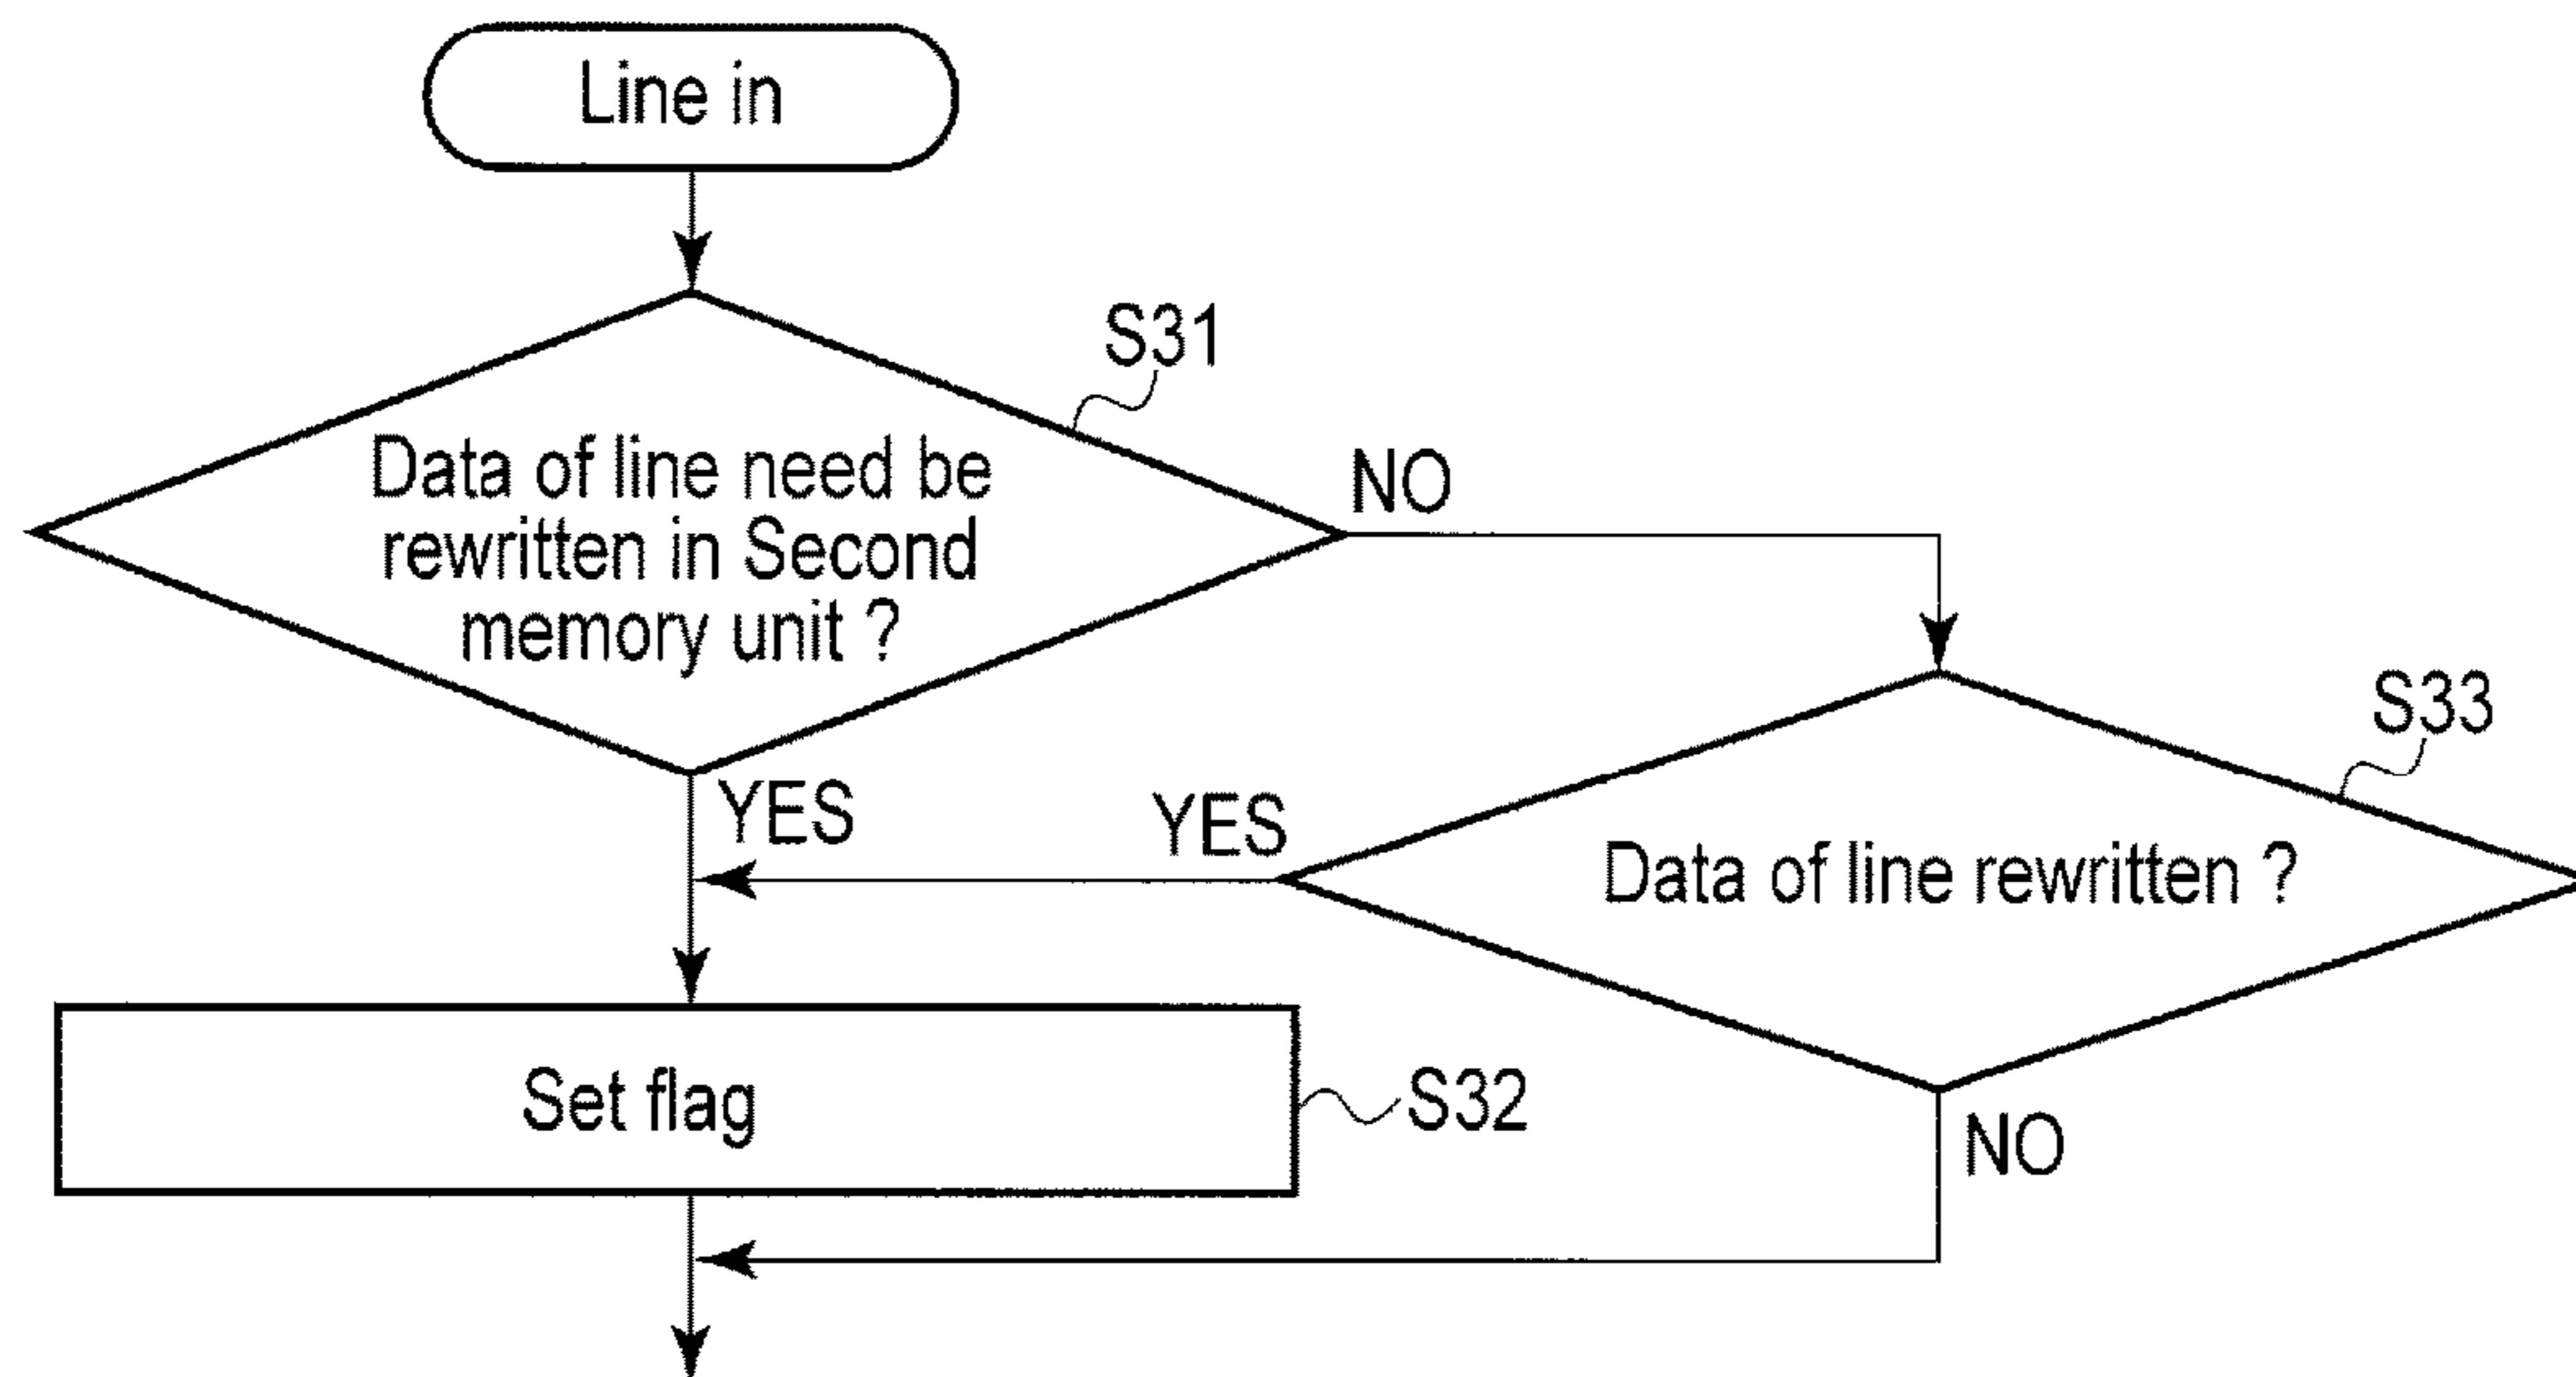 Line in
S31
Data of line need be
rewritten in Second
memory unit ?
NO
YES
S33
YES
Data of line rewritten ?
Set flag
S32
NO